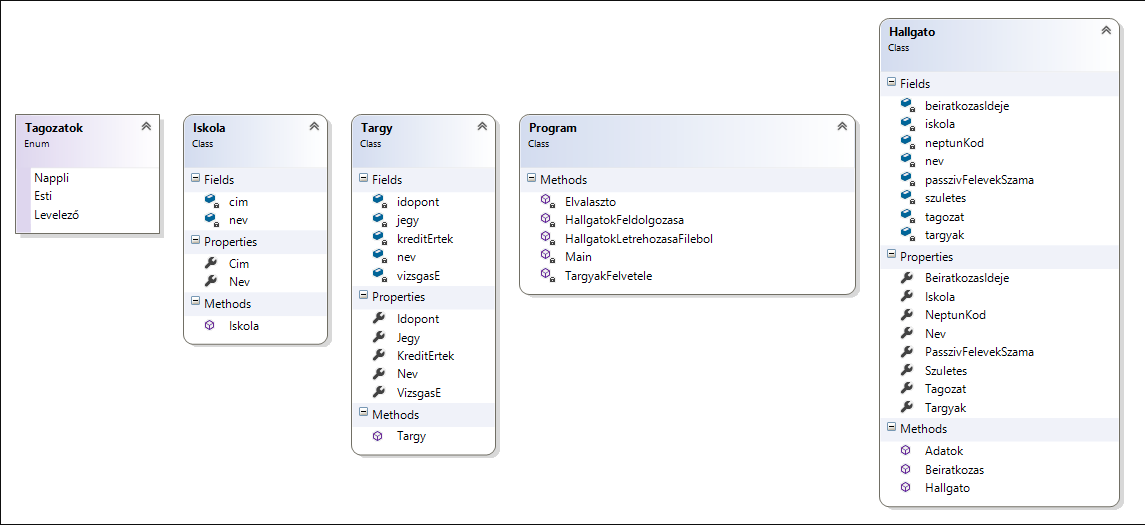 Tagozatok
Enum
Nappli
Esti
Levelező
Iskola
Class
Fields
cim
nev
Properties
Cim
Nev
Methods
Iskola
Targy
Class
Fields
idopont
jegy
kreditErtek
nev
vizsgasE
Properties
Idopont
Jegy
KreditErtek
Nev
VizsgasE
Methods
Targy
Program
Class
Methods
Elvalaszto
HallgatokFeldolgozasa
HallgatokLetrehozasaFilebol
Main
TargyakFelvetele
Hallgato
Class
Fields
beiratkozasIdeje
iskola
neptunKod
nev
passzivFelevekSzama
szuletes
tagozat
targyak
Properties
BeiratkozasIdeje
Iskola
NeptunKod
Nev
PasszivFelevekSzama
Szuletes
Tagozat
Targyak
Methods
Adatok
Beiratkozas
Hallgato